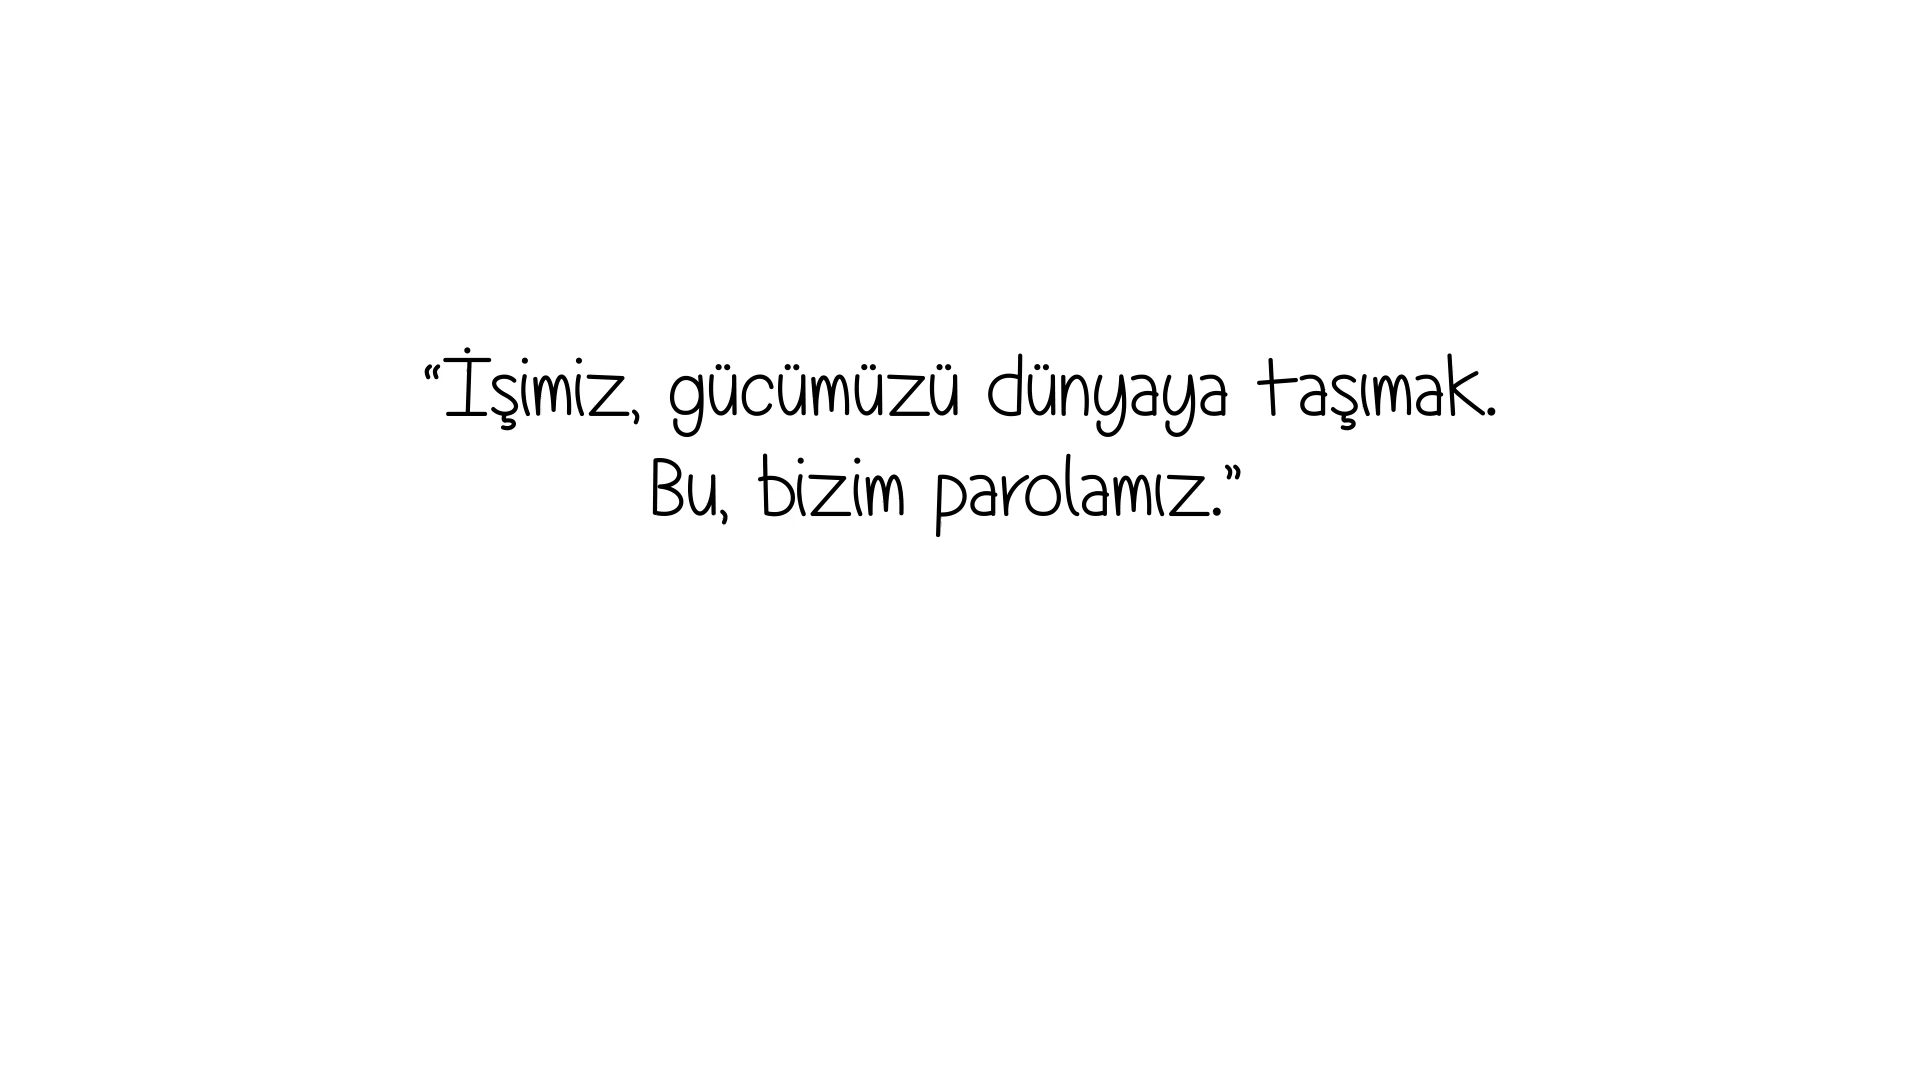 “İşimiz, gücümüzü dünyaya taşımak.
Bu, bizim parolamız.”